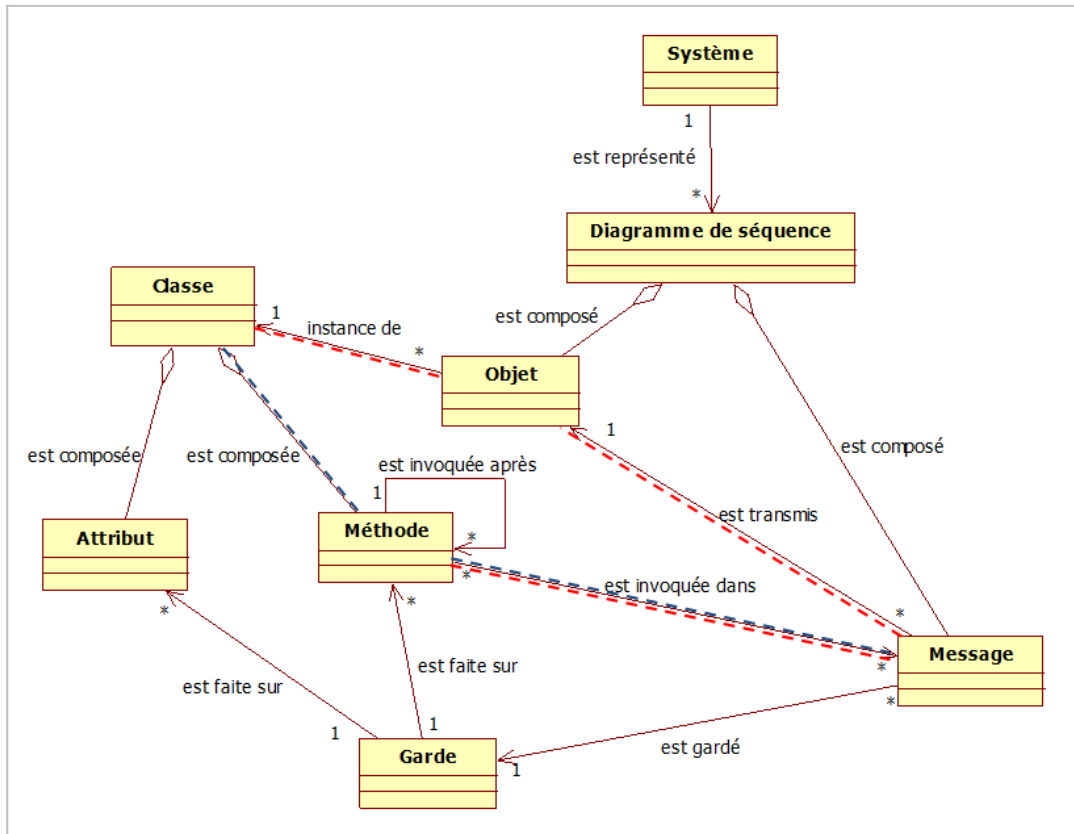 Système
1
est représenté
*
Diagramme de séquence
Classe
1
instance de
*
est composé
Objet
1
est composé
est composée
est composée
est invoquée après
1
est transmis
Attribut
Méthode
*
*
est invoquée dans
*
*
*
*
Message
*
est faite sur
est faite sur
1
1
est gardé
Garde
1